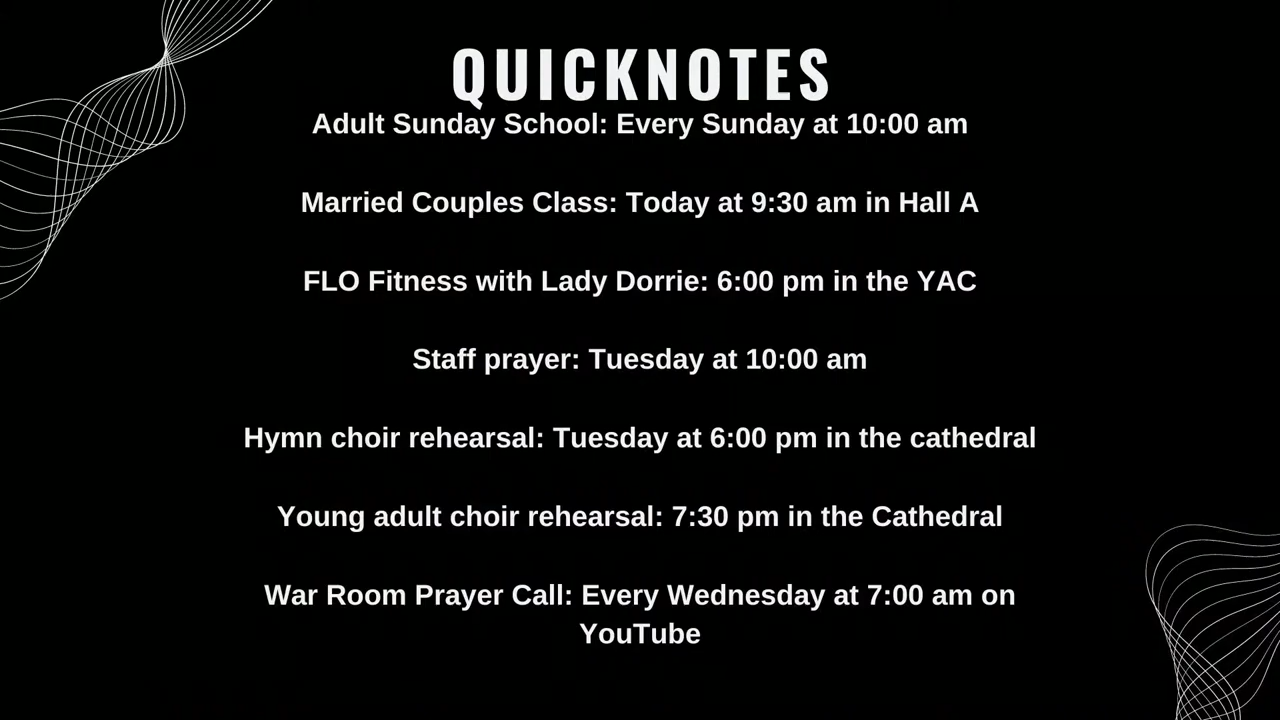 QUICKNOTES
Adult Sunday School: Every Sunday at 10:00 am
Married Couples Class: Today at 9:30 am in Hall A
FLO Fitness with Lady Dorrie: 6:00 pm in the YAC
Staff prayer: Tuesday at 10:00 am
Hymn choir rehearsal: Tuesday at 6:00 pm in the cathedral
Young adult choir rehearsal: 7:30 pm in the Cathedral
War Room Prayer Call: Every Wednesday at 7:00 am on
YouTube